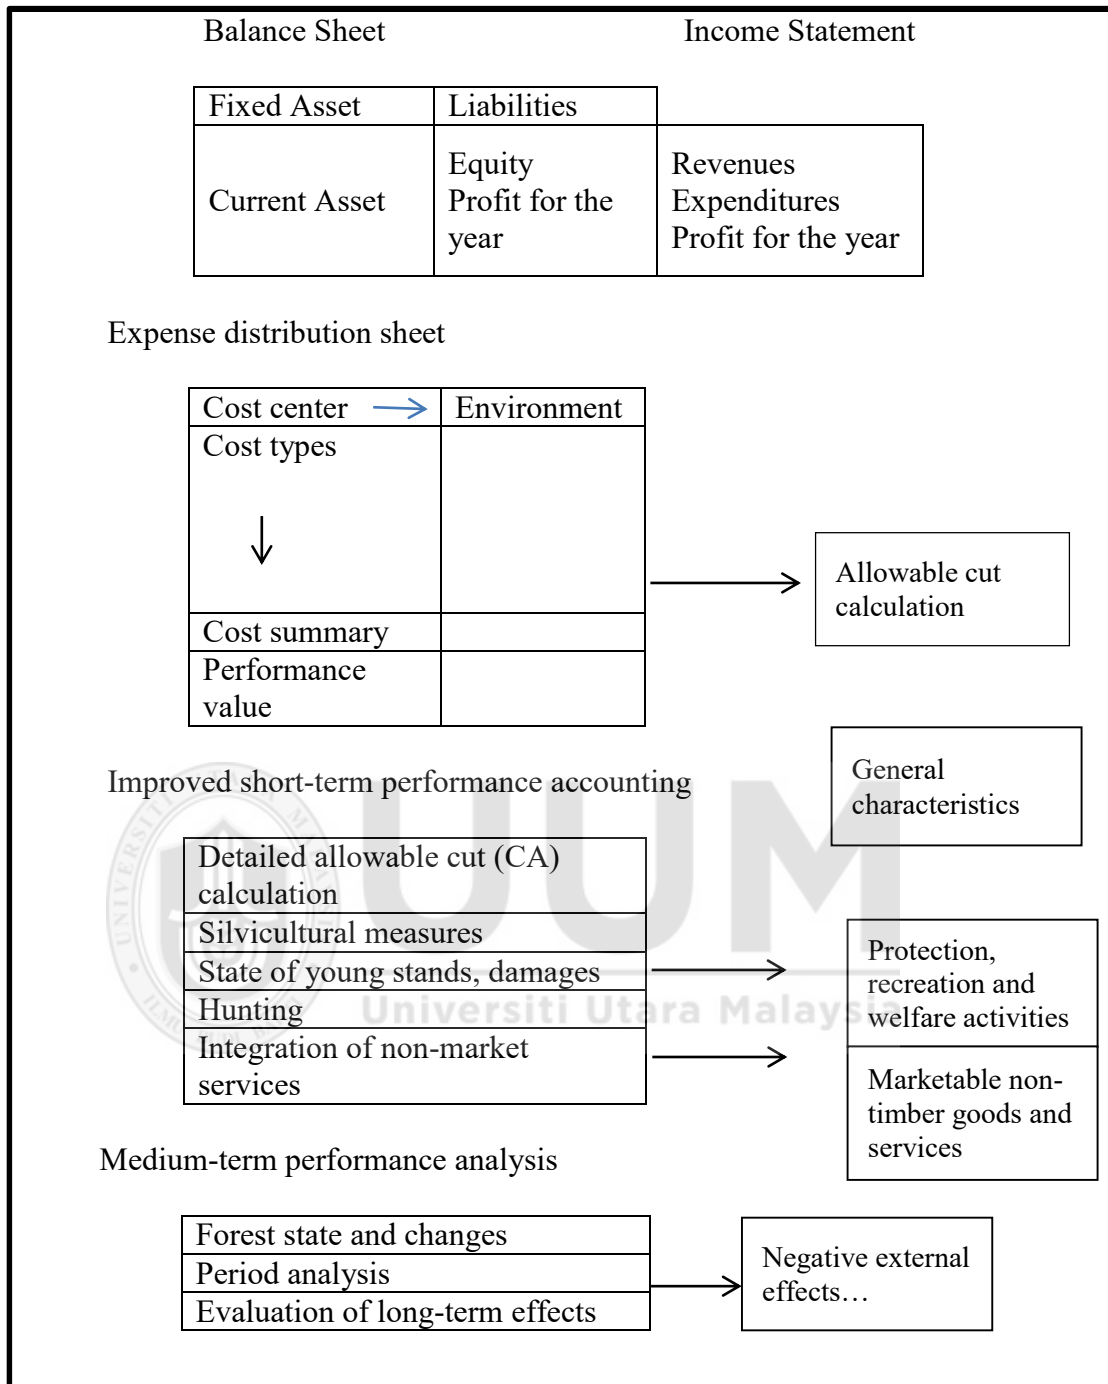 Balance Sheet
Income Statement
Fixed Asset
Liabilities
Current Asset
Equity
Profit for the
year
Revenues
Expenditures
Profit for the year
Expense distribution sheet
Cost center
Environment
Cost types
Cost summary
Performance
value
Allowable cut
calculation
General
characteristics
Improved short-term performance accounting
Detailed allowable cut (CA)
calculation
Silvicultural measures
State of young stands, damages
Hunting
Integration of non-market
services
Protection,
recreation and
welfare activities
Marketable non-
timber goods and
services
Medium-term performance analysis
Forest state and changes
Period analysis
Evaluation of long-term effects
Negative external
effects…
UUM
Universiti Utara Malaysia
UNIVERSITI UTARA MALAYSIA